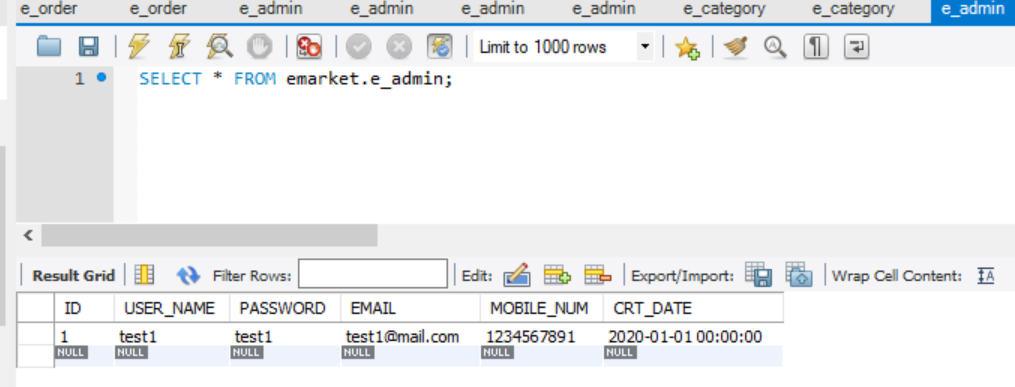 e_order e_order e_admin e_admin e_admin e_admin e_category e_category e_admin
Limit to 1000 rows
1 SELECT * FROM emarket.e_admin;
Result Grid Filter Rows: Edit: Export/Import: Wrap Cell Content: IA
ID USER_NAME PASSWORD EMAIL MOBILE_NUM CRT_DATE
1 test1 test1 test1@mail.com 1234567891 2020-01-01 00:00:00
NULL NULL NULL NULL NULL NULL